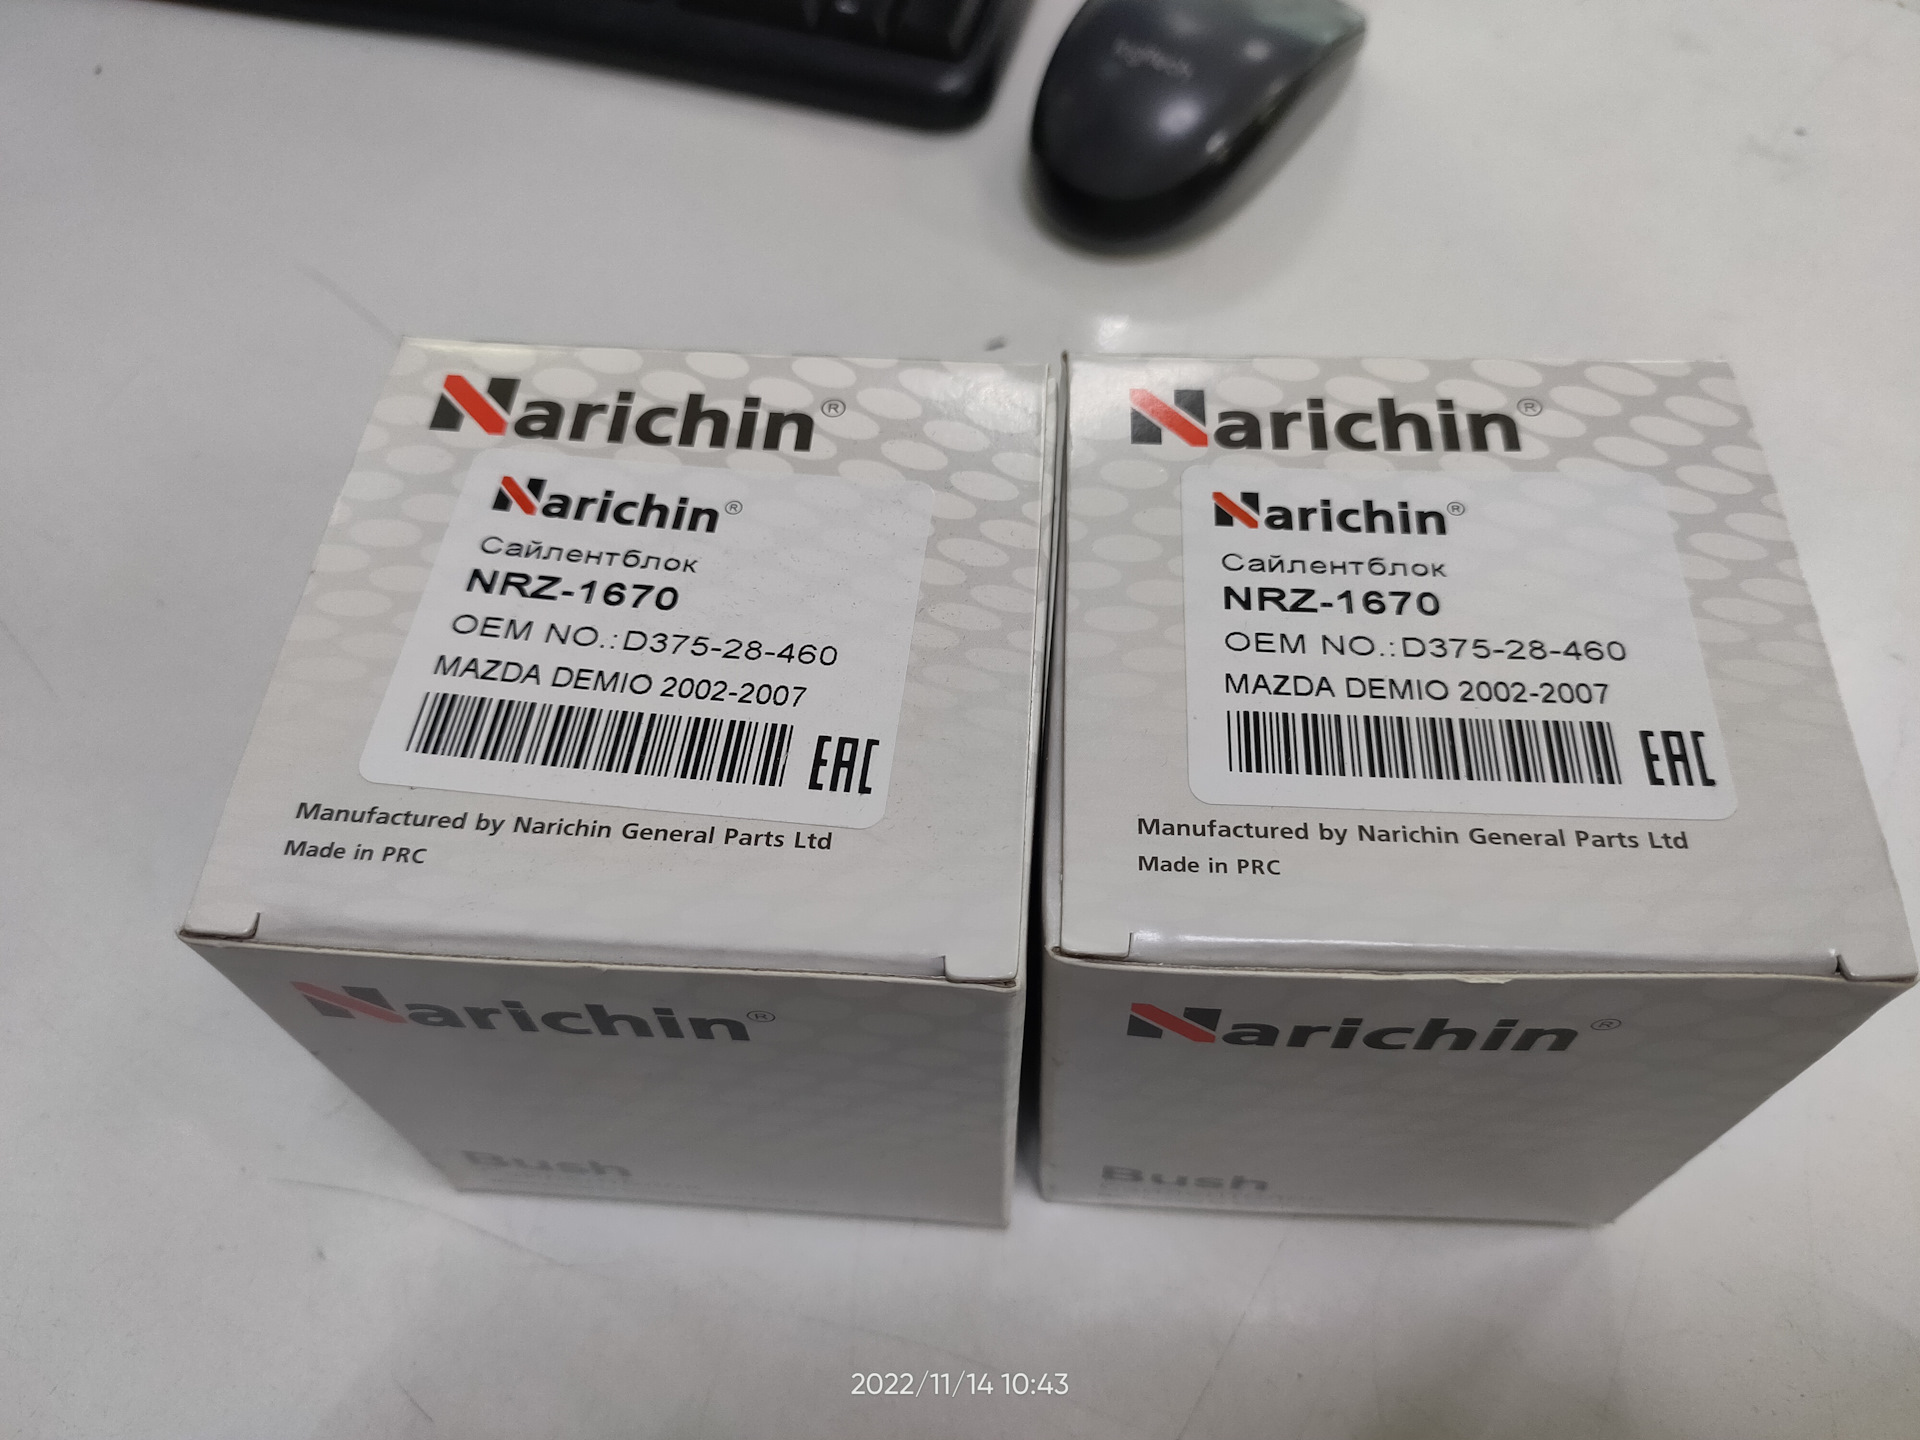 logitech
Narichin®
Narichin®
Сайлентблок
NRZ-1670
OEM NO.:D375-28-460
MAZDA DEMIO 2002-2007
EAC
Manufactured by Narichin General Parts Ltd
Made in PRC
Narichin®
Bush
Narichin®
Narichin®
Сайлентблок
NRZ-1670
OEM NO.:D375-28-460
MAZDA DEMIO 2002-2007
EAC
Manufactured by Narichin General Parts Ltd
Made in PRC
Narichin®
Bush
2022/11/14 10:43